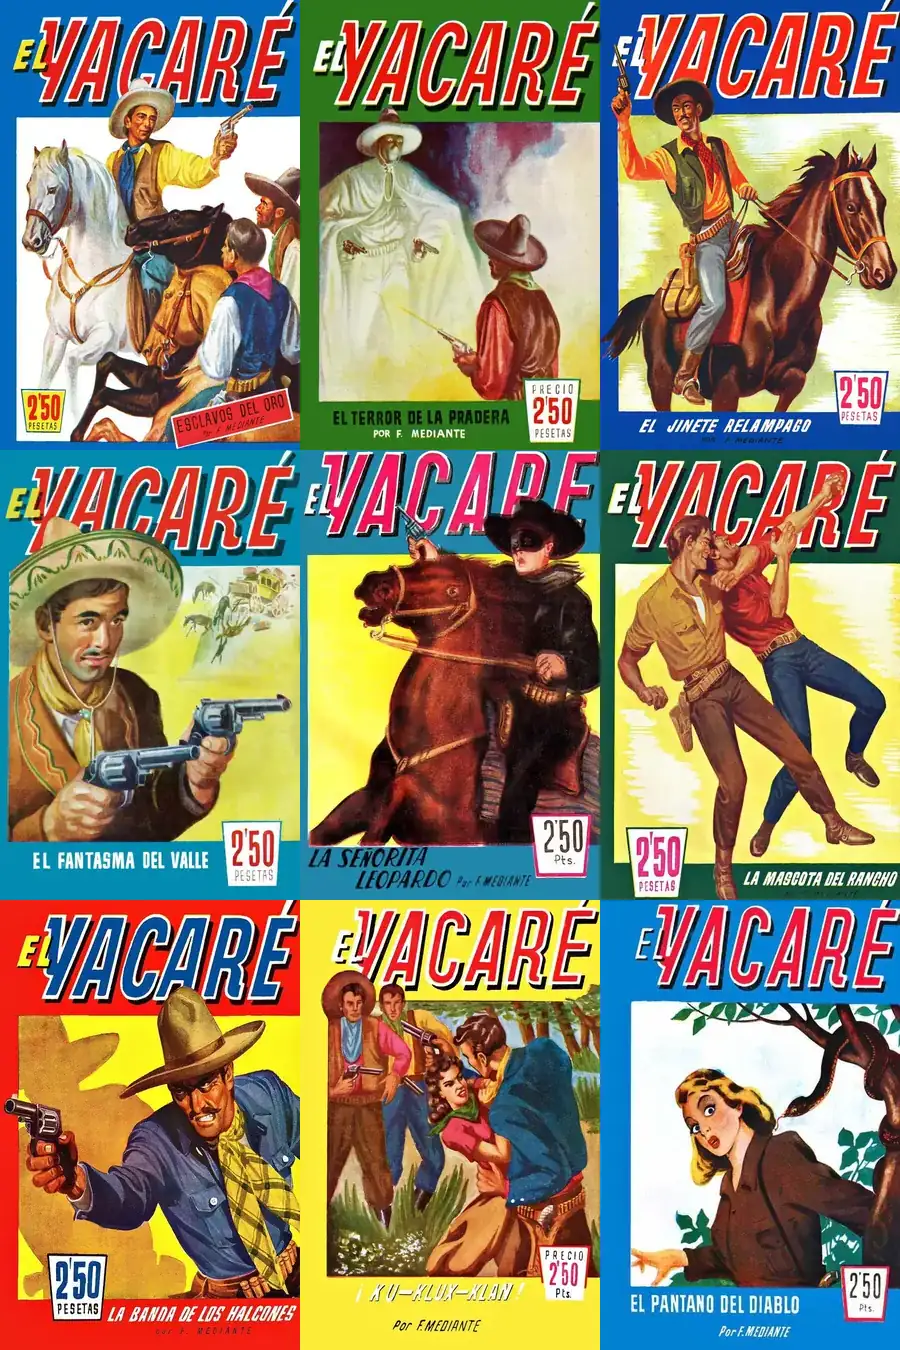 EL YACARÉ
2'50
PESETAS
ESCLAVOS DEL ORO
Por F. MEDIANTE
EL YACARÉ
EL TERROR DE LA PRADERA
POR F. MEDIANTE
PRECIO
2'50
PESETAS
EL YACARÉ
2'50
PESETAS
EL JINETE RELAMPAGO
POR F. MEDIANTE
EL YACARÉ
EL FANTASMA DEL VALLE
2'50
PESETAS
EL YACARÉ
2'50
Pts.
LA SEÑORITA
LEOPARDO Por F. MEDIANTE
EL YACARÉ
2'50
PESETAS
LA MASCOTA DEL RANCHO
EL YACARÉ
2'50
PESETAS
LA BANDA DE LOS HALCONES
POR F. MEDIANTE
EL YACARÉ
PRECIO
2'50
Pts.
¡KU-KLUX-KLAN!
Por F. MEDIANTE
EL YACARÉ
2'50
Pts.
EL PANTANO DEL DIABLO
Por F. MEDIANTE